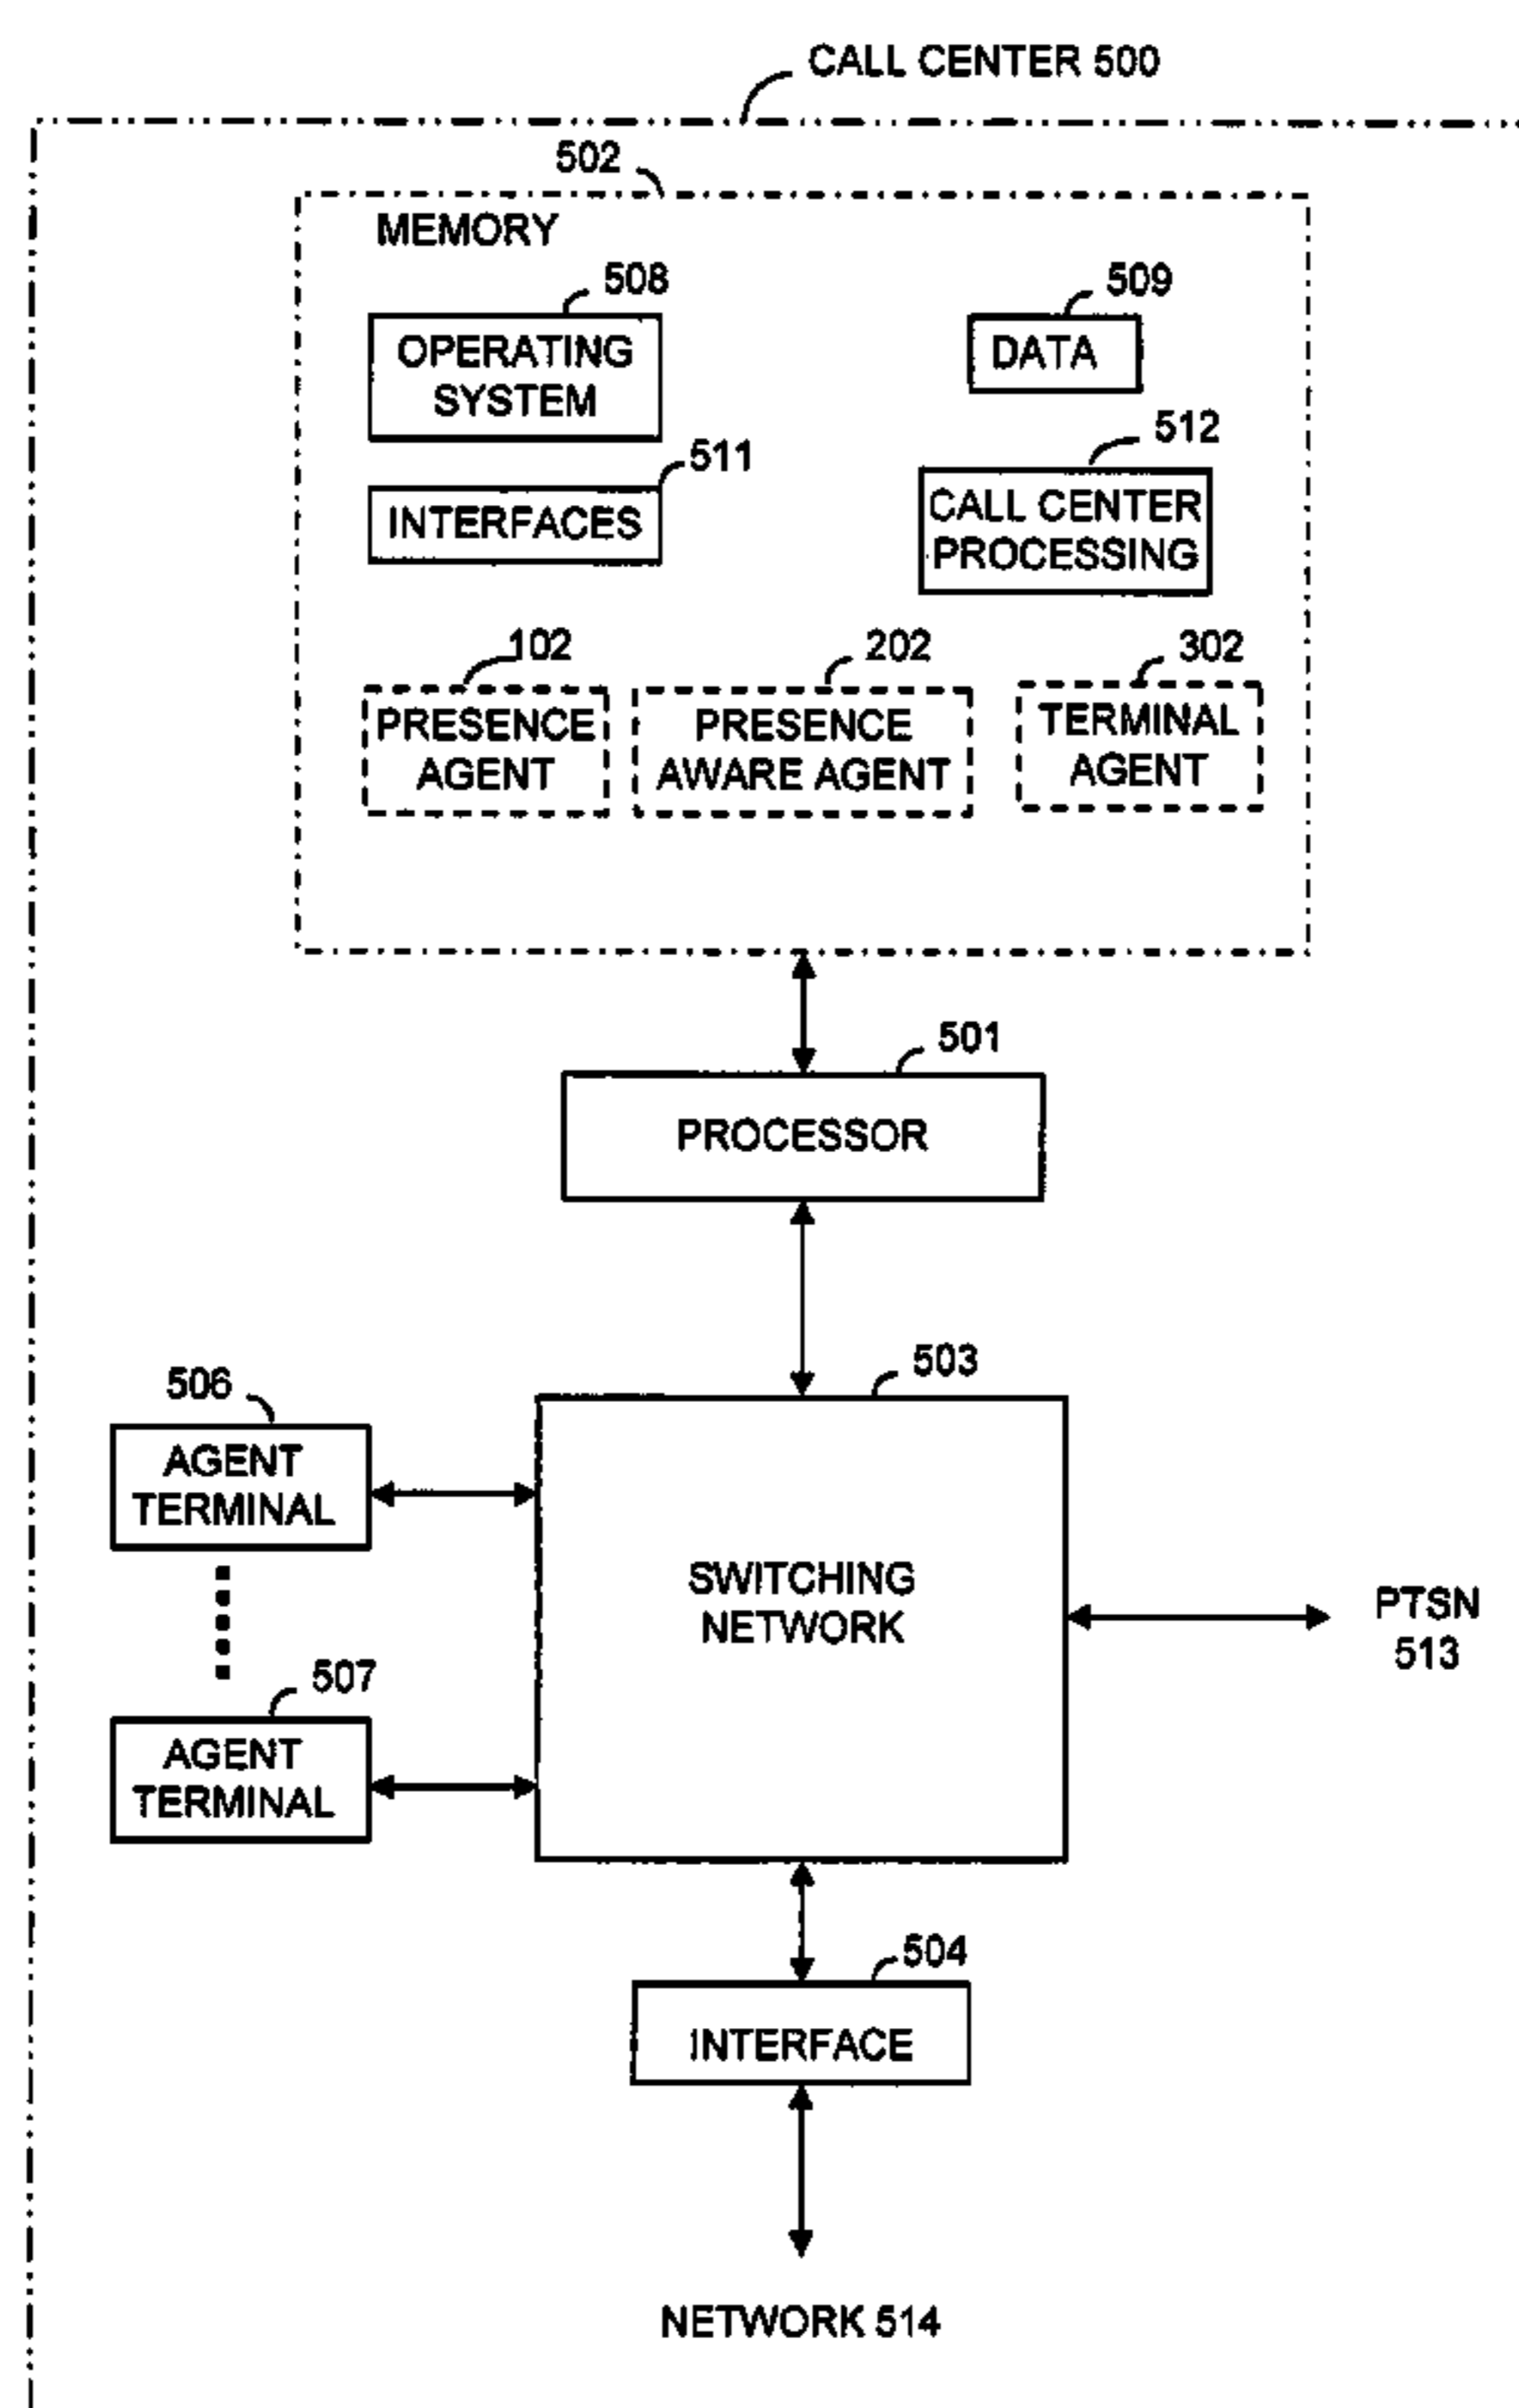 CALL CENTER 500
502
MEMORY
508
509
OPERATING
SYSTEM
DATA
511
512
INTERFACES
CALL CENTER
PROCESSING
102
202
302
PRESENCE
AGENT
PRESENCE
AWARE AGENT
TERMINAL
AGENT
501
PROCESSOR
503
506
AGENT
TERMINAL
SWITCHING
NETWORK
PTSN
513
507
AGENT
TERMINAL
504
INTERFACE
NETWORK 514